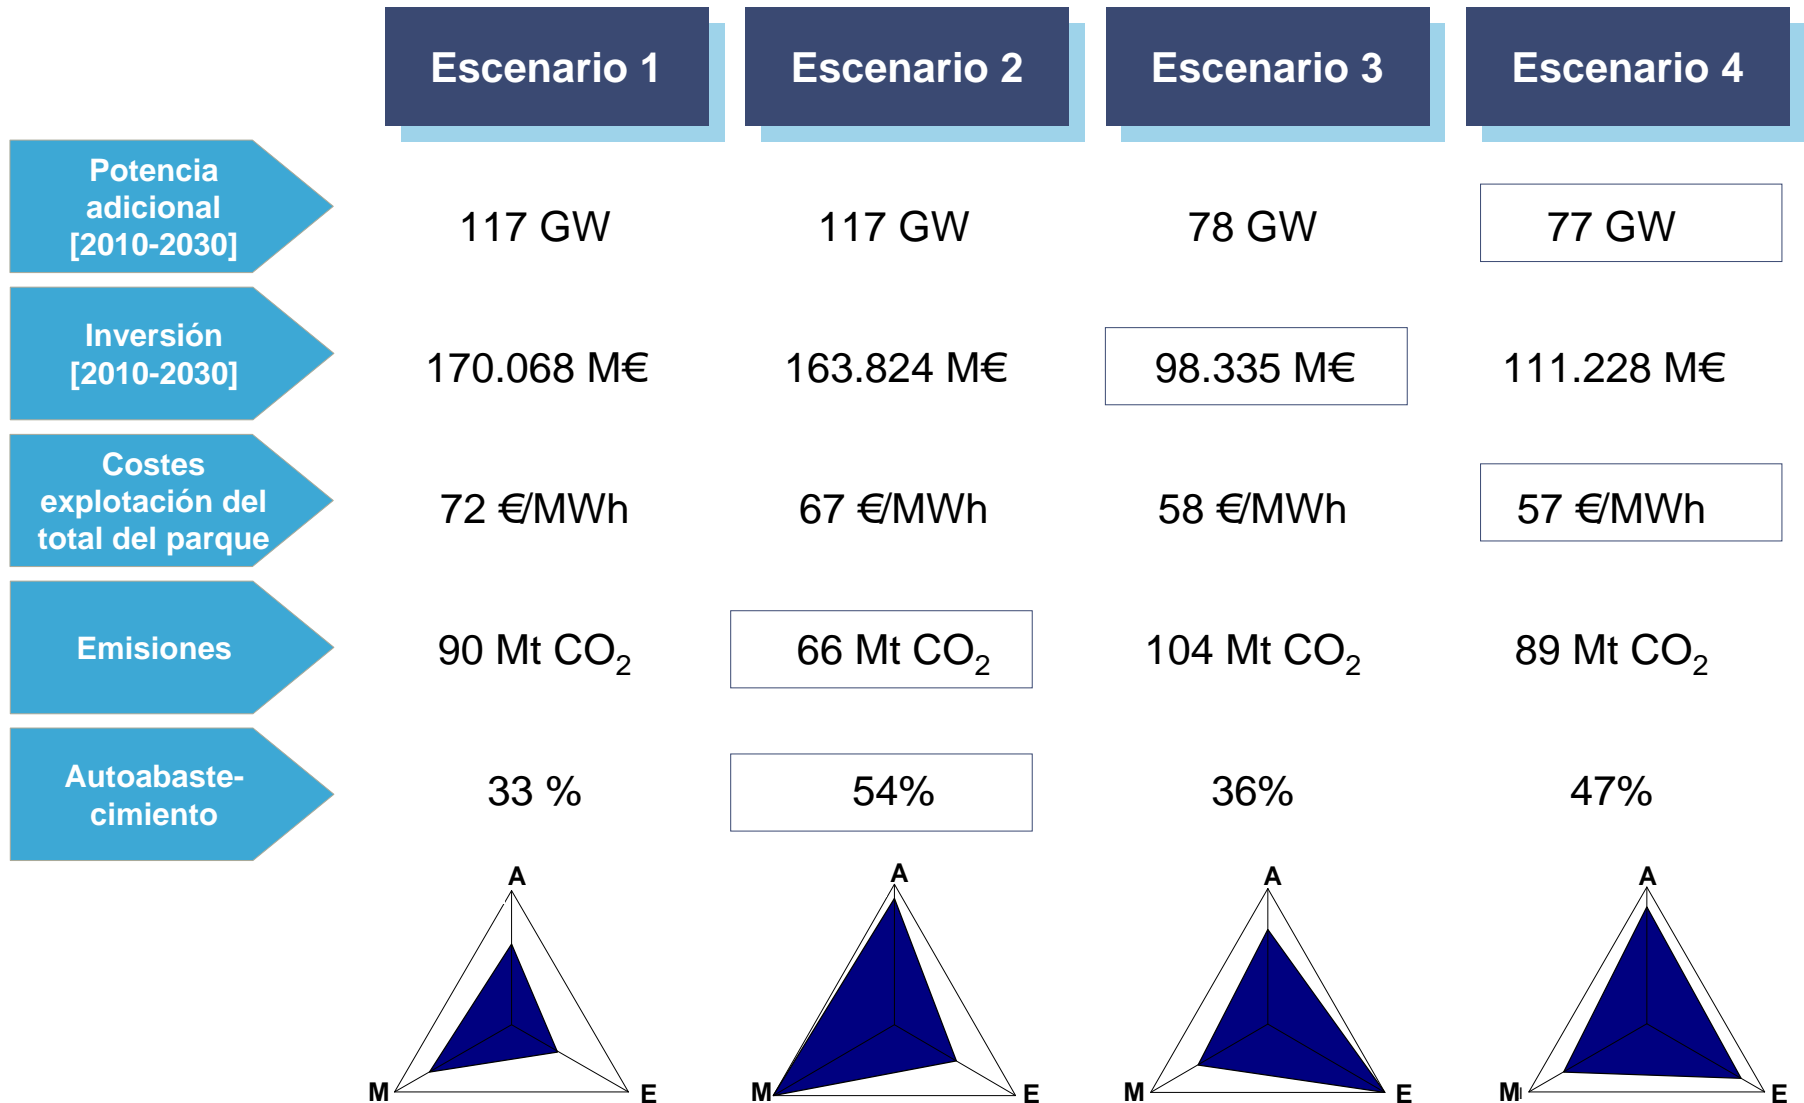 Escenario 1
Escenario 2
Escenario 3
Escenario 4
Potencia
adicional
[2010-2030]
117 GW
117 GW
78 GW
77 GW
Inversión
[2010-2030]
170.068 M€
163.824 M€
98.335 M€
111.228 M€
Costes
explotación del
total del parque
72 €/MWh
67 €/MWh
58 €/MWh
57 €/MWh
Emisiones
90 Mt CO₂
66 Mt CO₂
104 Mt CO₂
89 Mt CO₂
Autoabaste-
cimiento
33 %
54%
36%
47%
A
M
E
A
M
E
A
M
E
A
M
E